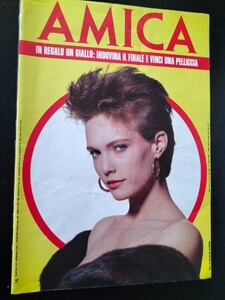 AMICA
IN REGALO UN GIALLO: INDOVINA IL FINALE E VINCI UNA PELLICCIA